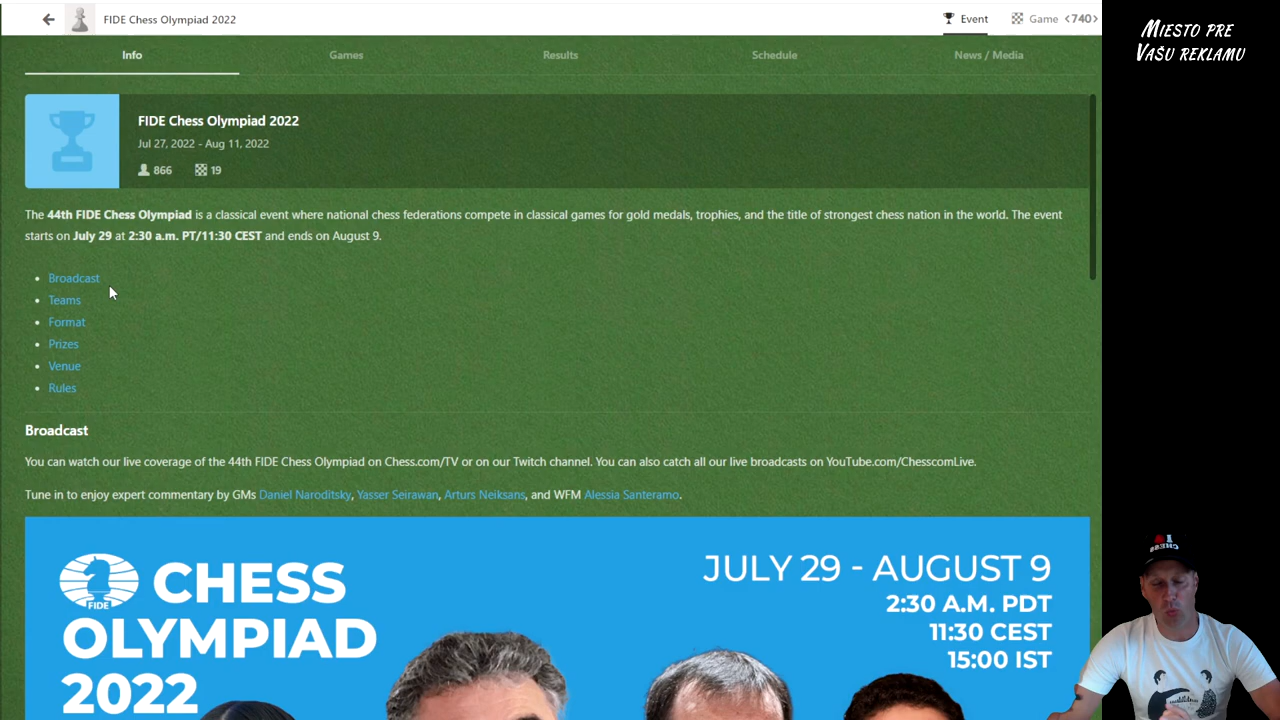 FIDE Chess Olympiad 2022
Event
Game <740>
Miesto pre
Vašu reklamu
Info
Games
Results
Schedule
News / Media
FIDE Chess Olympiad 2022
Jul 27, 2022 - Aug 11, 2022
866 19
The 44th FIDE Chess Olympiad is a classical event where national chess federations compete in classical games for gold medals, trophies, and the title of strongest chess nation in the world. The event
starts on July 29 at 2:30 a.m. PT/11:30 CEST and ends on August 9.
• Broadcast
• Teams
• Format
• Prizes
• Venue
• Rules
Broadcast
You can watch our live coverage of the 44th FIDE Chess Olympiad on Chess.com/TV or on our Twitch channel. You can also catch all our live broadcasts on YouTube.com/ChesscomLive.
Tune in to enjoy expert commentary by GMs Daniel Naroditsky, Yasser Seirawan, Arturs Neiksans, and WFM Alessia Santeramo.
FIDE
CHESS
OLYMPIAD
2022
JULY 29 - AUGUST 9
2:30 A.M. PDT
11:30 CEST
15:00 IST
I
CHESS